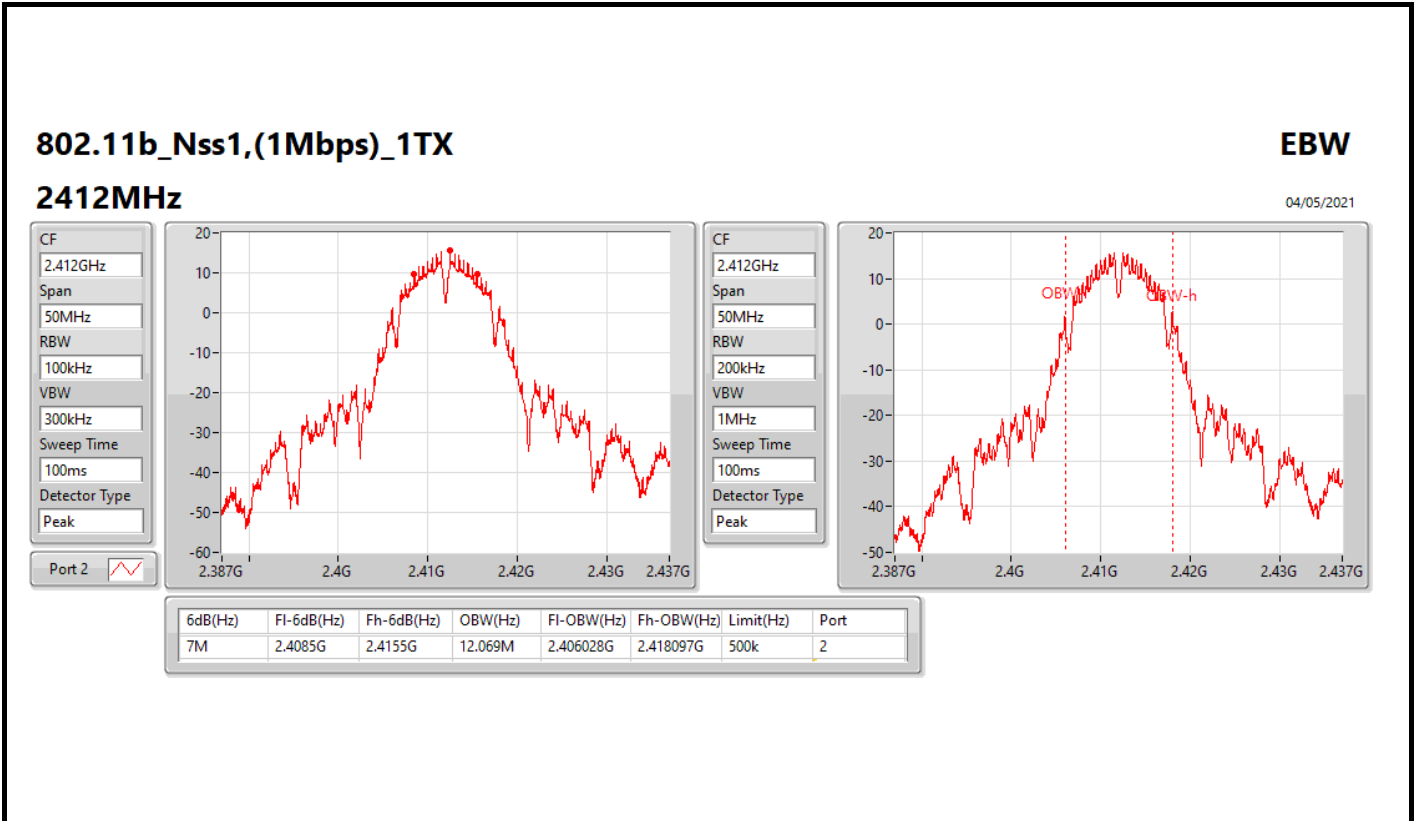 802.11b_Nss1,(1Mbps)_1TX EBW
2412MHz 04/05/2021
CF
2.412GHz
Span
50MHz
RBW
100kHz
VBW
300kHz
Sweep Time
100ms
Detector Type
Peak
Port 2
20
10
0
-10
-20
-30
-40
-50
-60
2.387G 2.4G 2.41G 2.42G 2.43G 2.437G
CF
2.412GHz
Span
50MHz
RBW
200kHz
VBW
1MHz
Sweep Time
100ms
Detector Type
Peak
20
10
0
-10
-20
-30
-40
-50
OBW-h
2.387G 2.4G 2.41G 2.42G 2.43G 2.437G
6dB(Hz) Fl-6dB(Hz) Fh-6dB(Hz) OBW(Hz) Fl-OBW(Hz) Fh-OBW(Hz) Limit(Hz) Port
7M 2.4085G 2.4155G 12.069M 2.406028G 2.418097G 500k 2